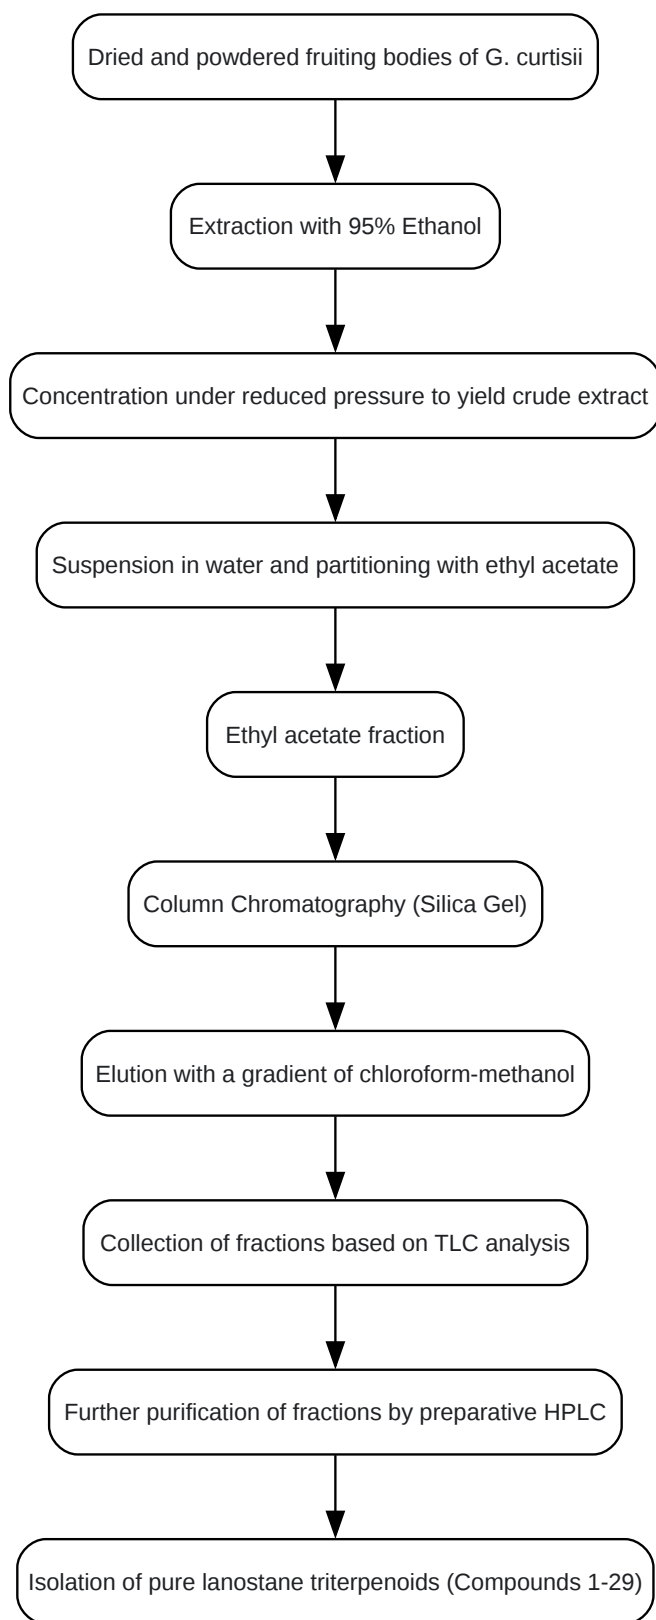 Dried and powdered fruiting bodies of G. curtisii
Extraction with 95% Ethanol
Concentration under reduced pressure to yield crude extract
Suspension in water and partitioning with ethyl acetate
Ethyl acetate fraction
Column Chromatography (Silica Gel)
Elution with a gradient of chloroform-methanol
Collection of fractions based on TLC analysis
Further purification of fractions by preparative HPLC
Isolation of pure lanostane triterpenoids (Compounds 1-29)